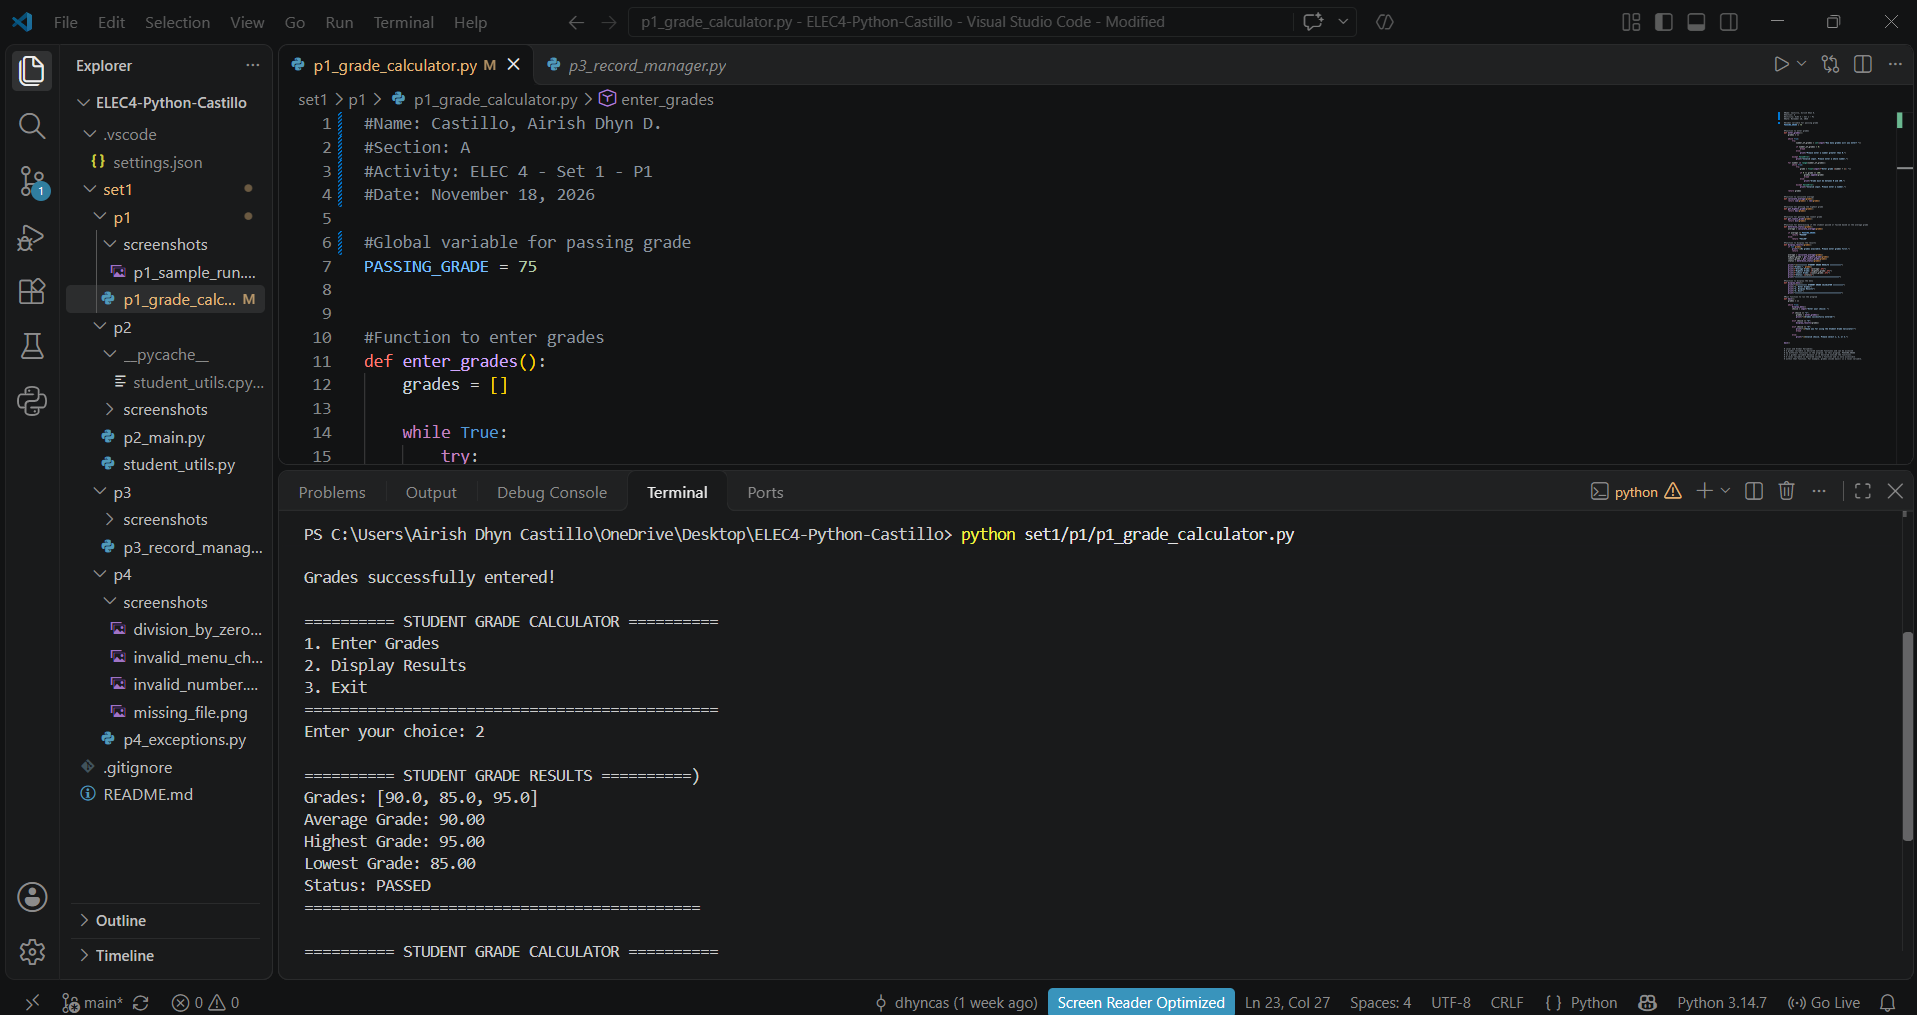 File Edit Selection View Go Run Terminal Help
p1_grade_calculator.py - ELEC4-Python-Castillo - Visual Studio Code - Modified
Explorer
ELEC4-Python-Castillo
.vscode
{} settings.json
set1
p1
screenshots
p1_sample_run....
p1_grade_calc... M
p2
__pycache__
student_utils.cpy...
screenshots
p2_main.py
student_utils.py
p3
screenshots
p3_record_manag...
p4
screenshots
division_by_zero...
invalid_menu_ch...
invalid_number....
missing_file.png
p4_exceptions.py
.gitignore
README.md
Outline
Timeline
1
p1_grade_calculator.py M
p3_record_manager.py
set1 > p1 > p1_grade_calculator.py > enter_grades
1 #Name: Castillo, Airish Dhyn D.
2 #Section: A
3 #Activity: ELEC 4 - Set 1 - P1
4 #Date: November 18, 2026
5
6 #Global variable for passing grade
7 PASSING_GRADE = 75
8
9
10 #Function to enter grades
11 def enter_grades():
12 grades = []
13
14 while True:
15 try:
Problems Output Debug Console Terminal Ports
python
PS C:\Users\Airish Dhyn Castillo\OneDrive\Desktop\ELEC4-Python-Castillo> python set1/p1/p1_grade_calculator.py
Grades successfully entered!
========== STUDENT GRADE CALCULATOR ==========
1. Enter Grades
2. Display Results
3. Exit
==============================================
Enter your choice: 2
========== STUDENT GRADE RESULTS ==========)
Grades: [90.0, 85.0, 95.0]
Average Grade: 90.00
Highest Grade: 95.00
Lowest Grade: 85.00
Status: PASSED
============================================
========== STUDENT GRADE CALCULATOR ==========
main* 0 0 dhyncas (1 week ago) Screen Reader Optimized Ln 23, Col 27 Spaces: 4 UTF-8 CRLF {} Python Python 3.14.7 Go Live